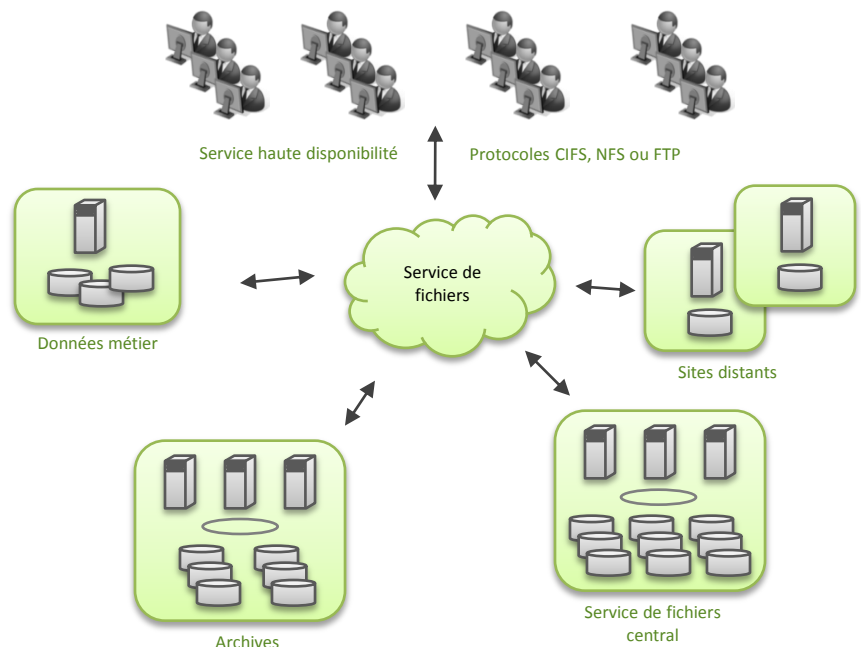 Service haute disponibilité
Protocoles CIFS, NFS ou FTP
Service de
fichiers
Données métier
Sites distants
Archives
Service de fichiers
central